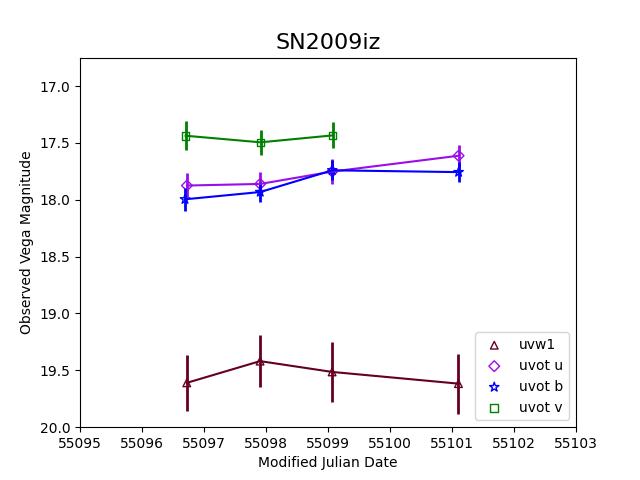 SN2009iz
17.0
17.5
18.0
18.5
19.0
19.5
20.0
Observed Vega Magnitude
uvw1
uvot u
uvot b
uvot v
55095 55096 55097 55098 55099 55100 55101 55102 55103
Modified Julian Date